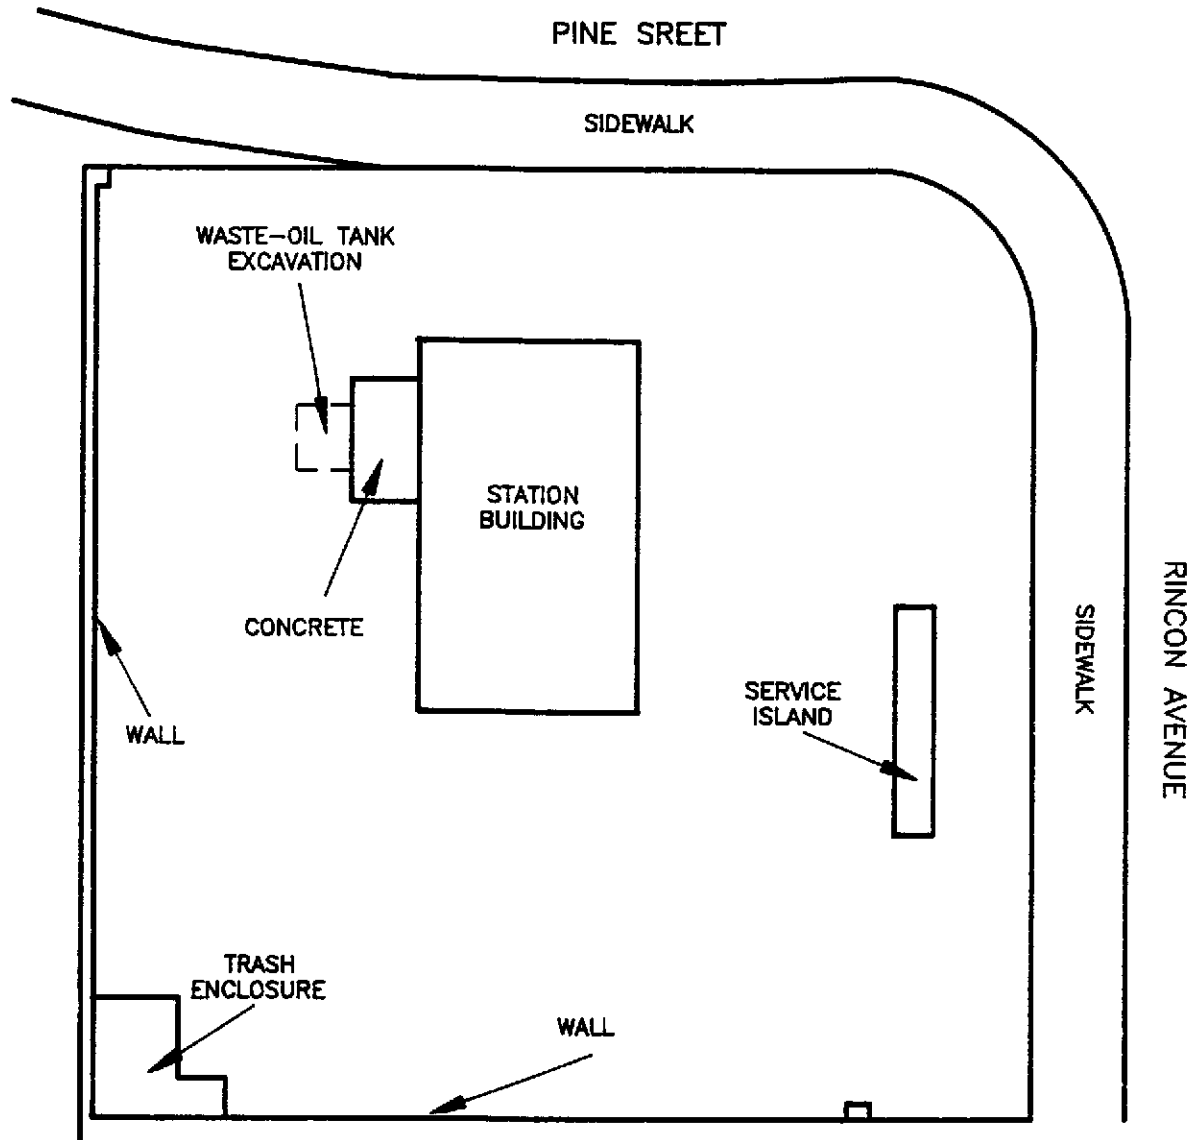 PINE SREET
SIDEWALK
WASTE-OIL TANK
EXCAVATION
STATION
BUILDING
CONCRETE
WALL
SERVICE
ISLAND
SIDEWALK
RINCON AVENUE
TRASH
ENCLOSURE
WALL